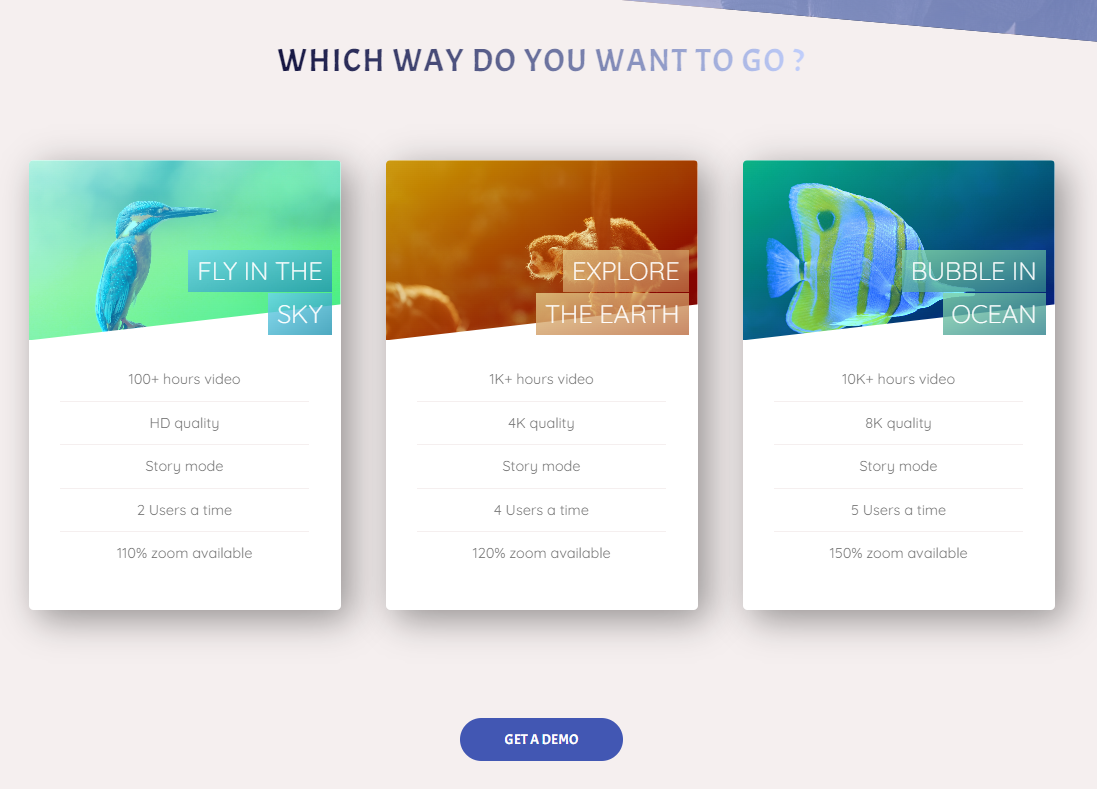 WHICH WAY DO YOU WANT TO GO ?
FLY IN THE
SKY
100+ hours video
HD quality
Story mode
2 Users a time
110% zoom available
EXPLORE
THE EARTH
1K+ hours video
4K quality
Story mode
4 Users a time
120% zoom available
BUBBLE IN
OCEAN
10K+ hours video
8K quality
Story mode
5 Users a time
150% zoom available
GET A DEMO